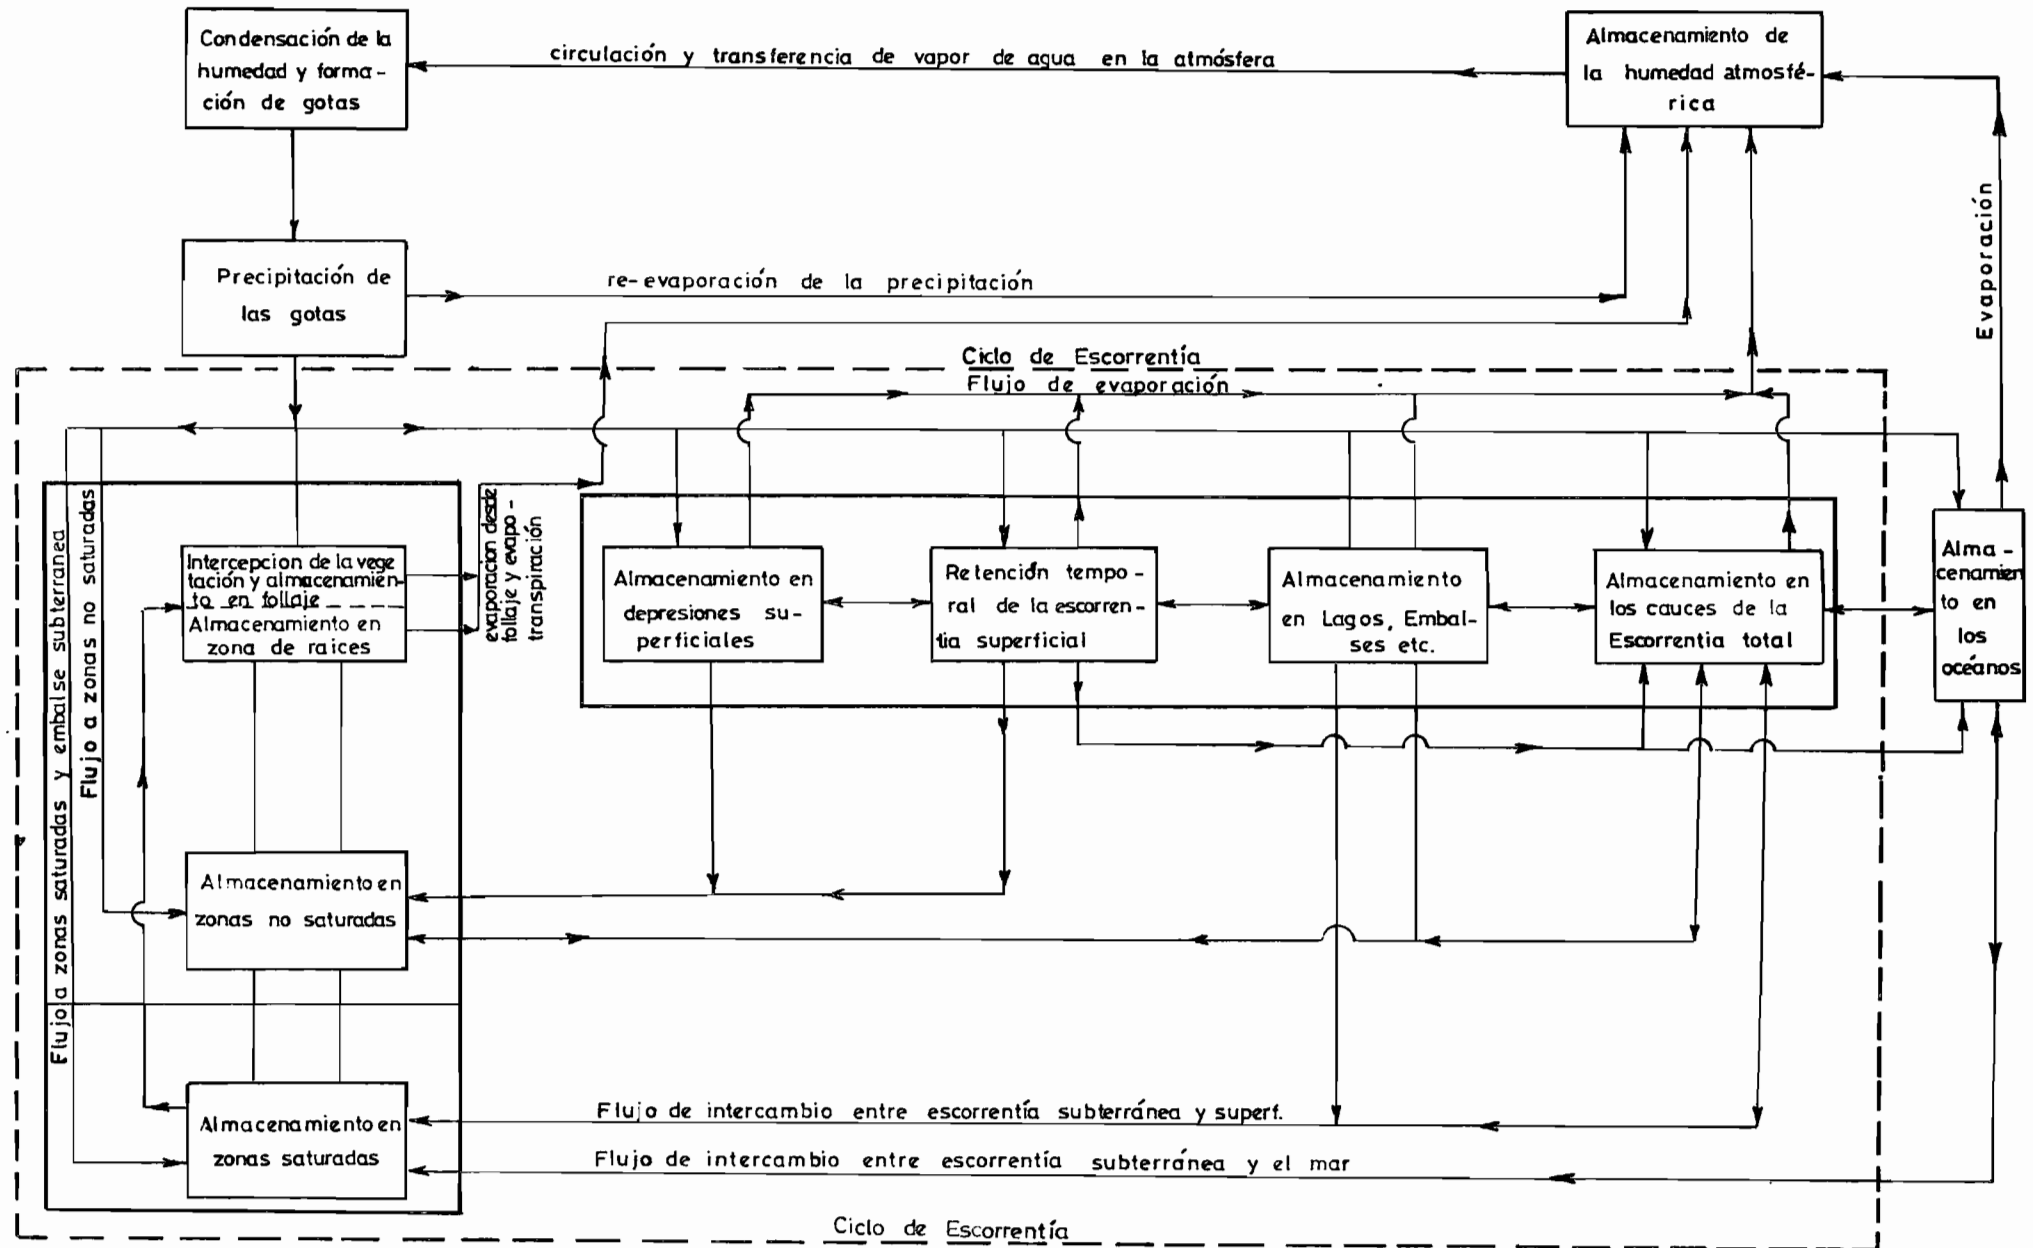 Condensación de la
humedad y forma-
ción de gotas
circulación y transferencia de vapor de agua en la atmósfera
Almacenamiento de
la humedad atmosfé-
rica
Evaporación
Precipitación de
las gotas
re-evaporación de la precipitación
Ciclo de Escorrentía
Flujo de evaporación
Flujo a zonas saturadas y embalse subterranea
Flujo a zonas no saturadas
Intercepcion de la vege
tación y almacenamien-
to en follaje
Almacenamiento en
zona de raices
evaporacion desde
follaje y evapo-
transpiración
Almacenamiento en
depresiones su-
perficiales
Retención tempo-
ral de la escorren-
tia superficial
Almacenamiento
en Lagos, Embal-
ses etc.
Almacenamiento en
los cauces de la
Escorrentia total
Alma-
cenamien
to en
los
océanos
Almacenamiento en
zonas no saturadas
Almacenamiento en
zonas saturadas
Flujo de intercambio entre escorrentía subterránea y superf.
Flujo de intercambio entre escorrentía subterránea y el mar
Ciclo de Escorrentía